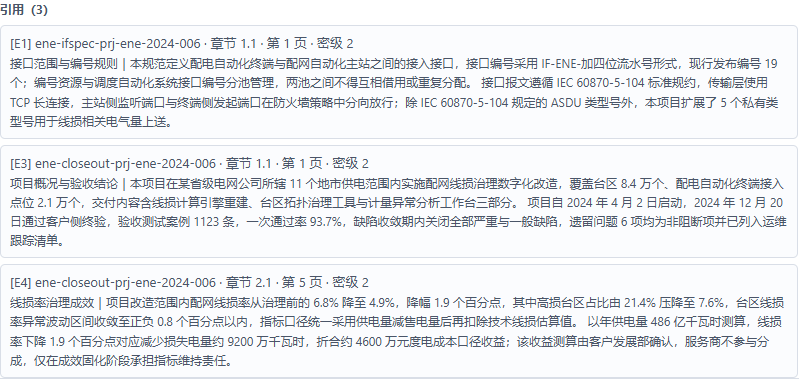 引用（3）
[E1] ene-ifspec-prj-ene-2024-006 · 章节 1.1 · 第 1 页 · 密级 2
接口范围与编号规则 | 本规范定义配电自动化终端与配网自动化主站之间的接入接口，接口编号采用 IF-ENE-加四位流水号形式，现行发布编号 19
个；编号资源与调度自动化系统接口编号分池管理，两池之间不得互相借用或重复分配。 接口报文遵循 IEC 60870-5-104 标准规约，传输层使用
TCP 长连接，主站侧监听端口与终端侧发起端口在防火墙策略中分向放行；除 IEC 60870-5-104 规定的 ASDU 类型号外，本项目扩展了 5 个私有类
型号用于线损相关电气量上送。
[E3] ene-closeout-prj-ene-2024-006 · 章节 1.1 · 第 1 页 · 密级 2
项目概况与验收结论 | 本项目在某省级电网公司所辖 11 个地市供电范围内实施配网线损治理数字化改造，覆盖台区 8.4 万个、配电自动化终端接入
点位 2.1 万个，交付内容含线损计算引擎重建、台区拓扑治理工具与计量异常分析工作台三部分。 项目自 2024 年 4 月 2 日启动，2024 年 12 月 20
日通过客户侧终验，验收测试案例 1123 条，一次通过率 93.7%，缺陷收敛期内关闭全部严重与一般缺陷，遗留问题 6 项均为非阻断项并已列入运维
跟踪清单。
[E4] ene-closeout-prj-ene-2024-006 · 章节 2.1 · 第 5 页 · 密级 2
线损率治理成效 | 项目改造范围内配网线损率从治理前的 6.8% 降至 4.9%，降幅 1.9 个百分点，其中高损台区占比由 21.4% 压降至 7.6%，台区线损
率异常波动区间收敛至正负 0.8 个百分点以内，指标口径统一采用供电量减售电量后再扣除技术线损估算值。 以年供电量 486 亿千瓦时测算，线损
率下降 1.9 个百分点对应减少损失电量约 9200 万千瓦时，折合约 4600 万元度电成本口径收益；该收益测算由客户发展部确认，服务商不参与分
成，仅在成效固化阶段承担指标维持责任。